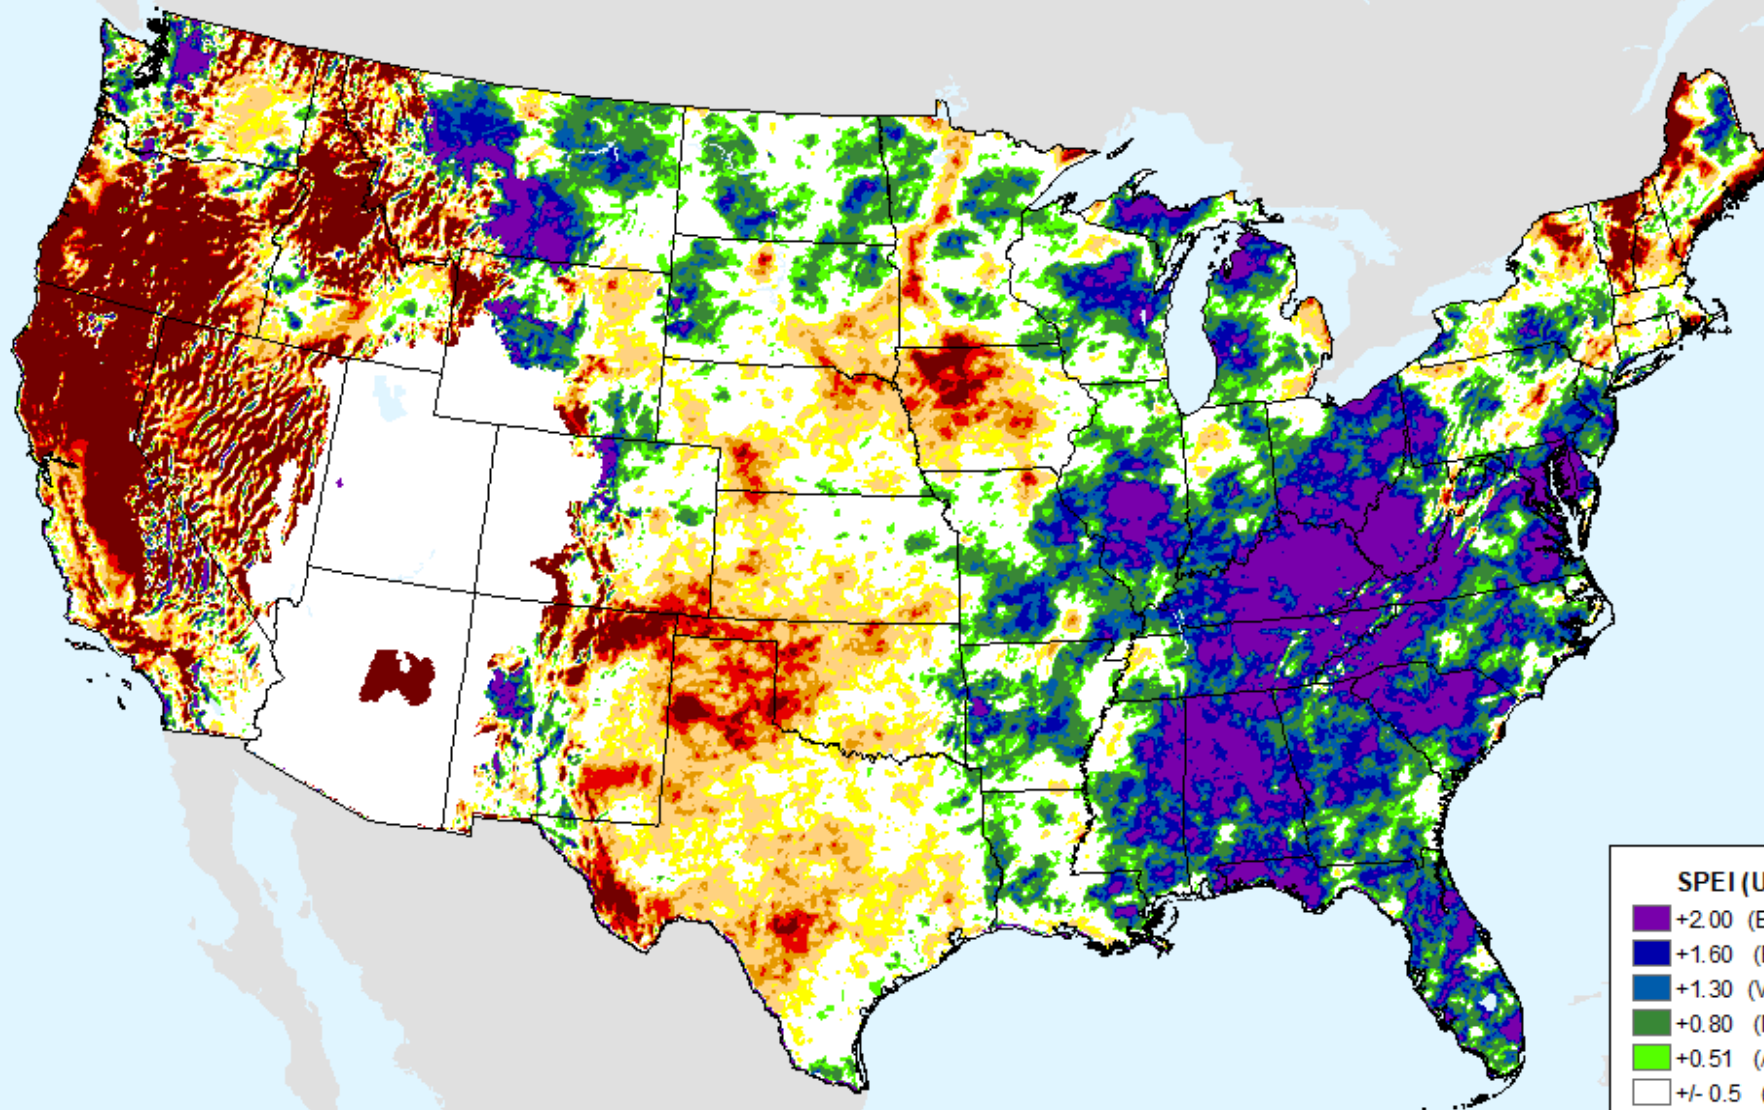 SPEI (U
+2.00 (E
+1.60 (
+1.30 (V
+0.80 (
+0.51 (
+/- 0.5 (